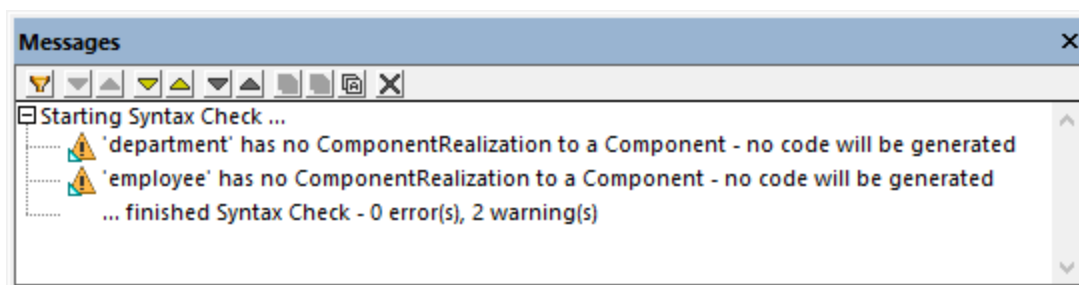 Messages
Starting Syntax Check ...
'department' has no ComponentRealization to a Component - no code will be generated
'employee' has no ComponentRealization to a Component - no code will be generated
... finished Syntax Check - 0 error(s), 2 warning(s)